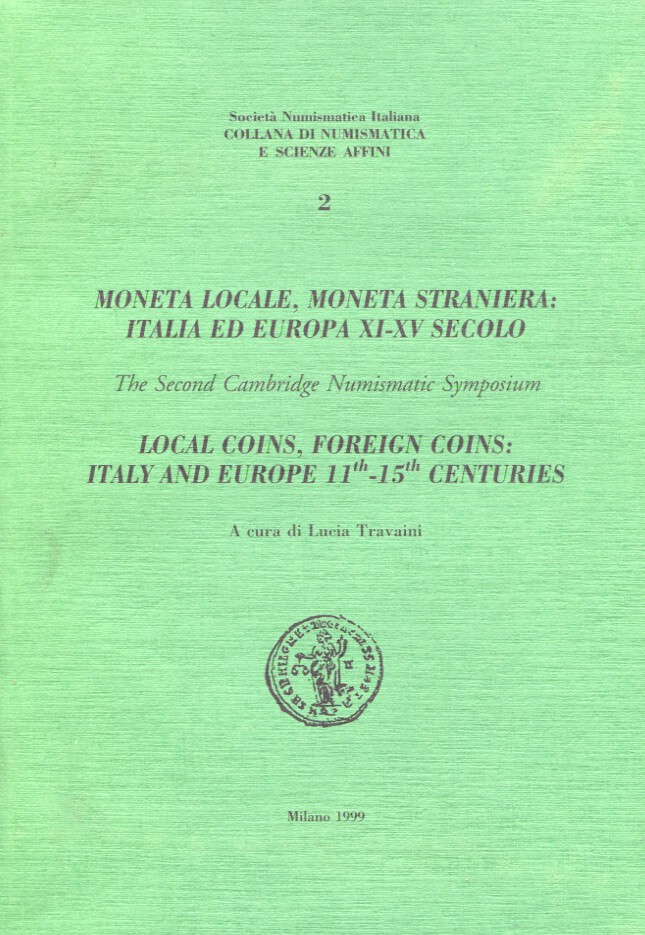 Società Numismatica Italiana
COLLANA DI NUMISMATICA
E SCIENZE AFFINI
2
MONETA LOCALE, MONETA STRANIERA:
ITALIA ED EUROPA XI-XV SECOLO
The Second Cambridge Numismatic Symposium
LOCAL COINS, FOREIGN COINS:
ITALY AND EUROPE 11th-15th CENTURIES
A cura di Lucia Travaini
Milano 1999